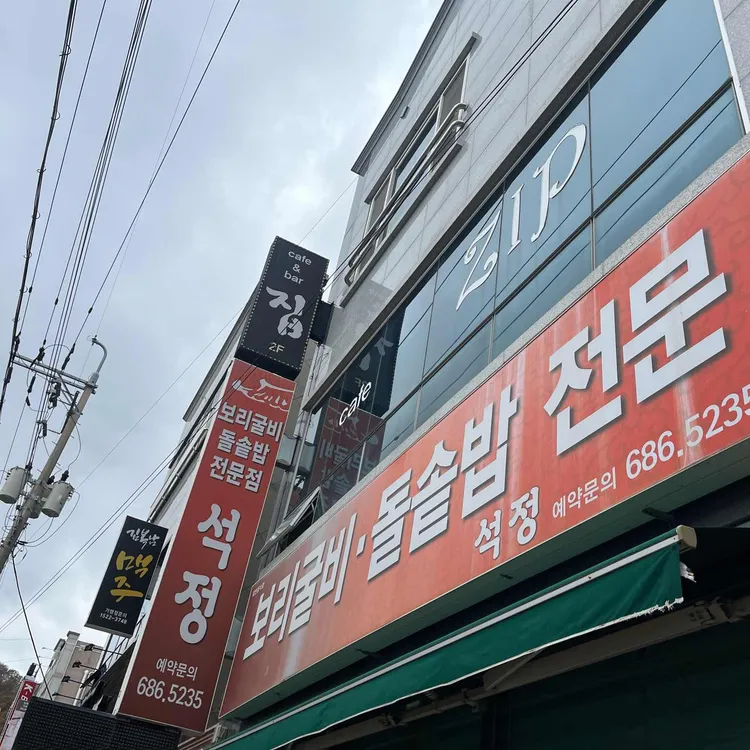 ZIP
cafe
& 
bar
집
2F
cafe
보리굴비
돌솥밥
전문점
석정
예약문의
686.5235
보리굴비·돌솥밥 전문
석정 예약문의 686.5235
맥주
1522-3748